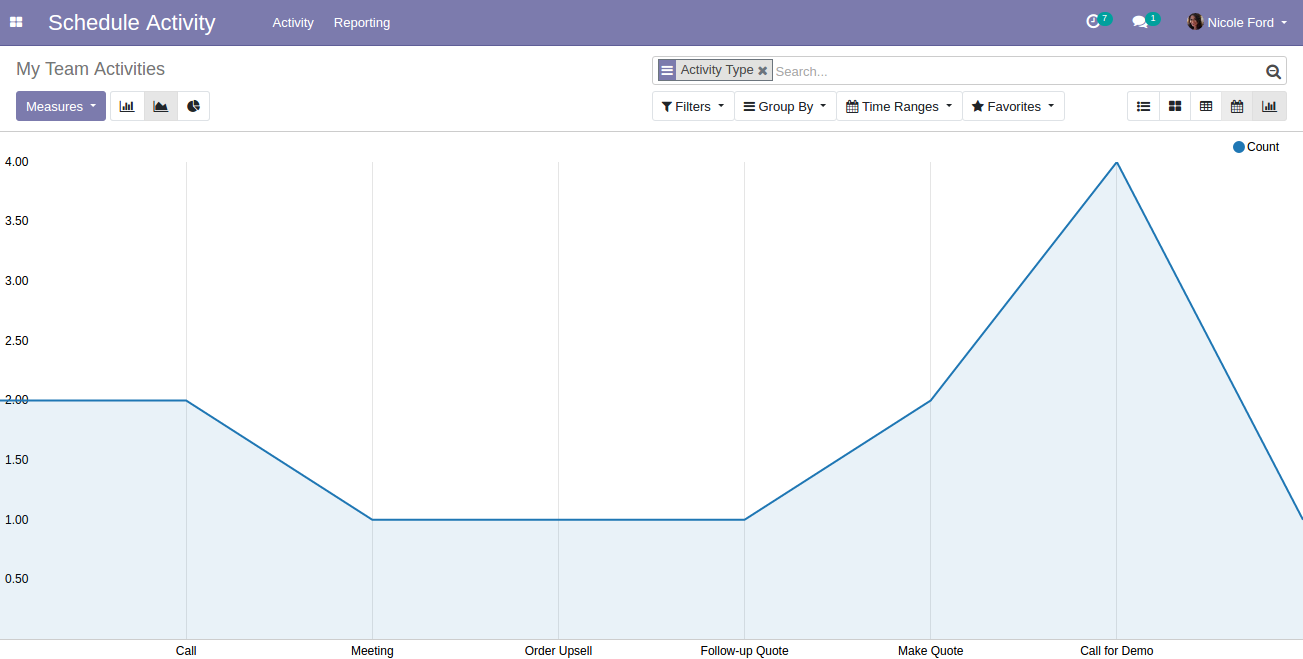 Schedule Activity Activity Reporting 7 1 Nicole Ford
My Team Activities Activity Type Search...
Measures Filters Group By Time Ranges Favorites
Count
4.00
3.50
3.00
2.50
2.00
1.50
1.00
0.50
Call Meeting Order Upsell Follow-up Quote Make Quote Call for Demo